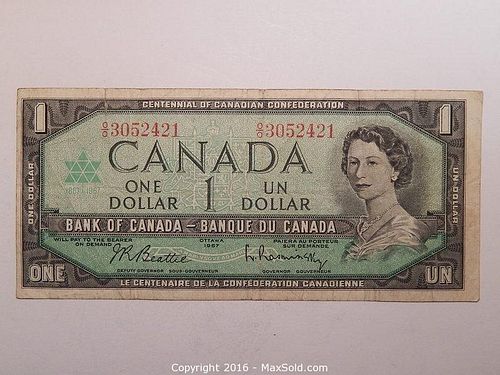 CENTENNIAL OF CANADIAN CONFEDERATION
1 1
G/O 3052421 G/O 3052421
CANADA
1867 1967
ONE DOLLAR
ONE 1 UN
DOLLAR DOLLAR
UN DOLLAR
BANK OF CANADA – BANQUE DU CANADA
WILL PAY TO THE BEARER OTTAWA PAIERA AU PORTEUR
ON DEMAND 1967 SUR DEMANDE
J R Beattie L. Rasminsky
DEPUTY GOVERNOR SOUS-GOUVERNEUR GOVERNOR GOUVERNEUR
ONE UN
LE CENTENAIRE DE LA CONFÉDÉRATION CANADIENNE
Copyright 2016 - MaxSold.com